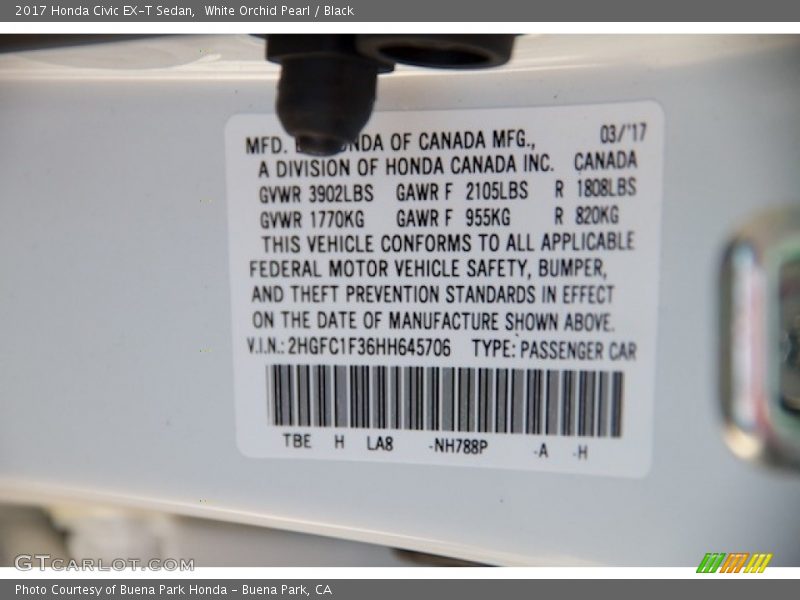 2017 Honda Civic EX-T Sedan, White Orchid Pearl / Black
MFD. OF CANADA MFG., 03/'17
A DIVISION OF HONDA CANADA INC. CANADA
GVWR 3902LBS GAWR F 2105LBS R 1808LBS
GVWR 1770KG GAWR F 955KG R 820KG
THIS VEHICLE CONFORMS TO ALL APPLICABLE
FEDERAL MOTOR VEHICLE SAFETY, BUMPER,
AND THEFT PREVENTION STANDARDS IN EFFECT
ON THE DATE OF MANUFACTURE SHOWN ABOVE.
V.I.N.: 2HGFC1F36HH645706 TYPE: PASSENGER CAR
TBE H LA8 -NH788P -A -H
GTCARLOT.COM
Photo Courtesy of Buena Park Honda - Buena Park, CA